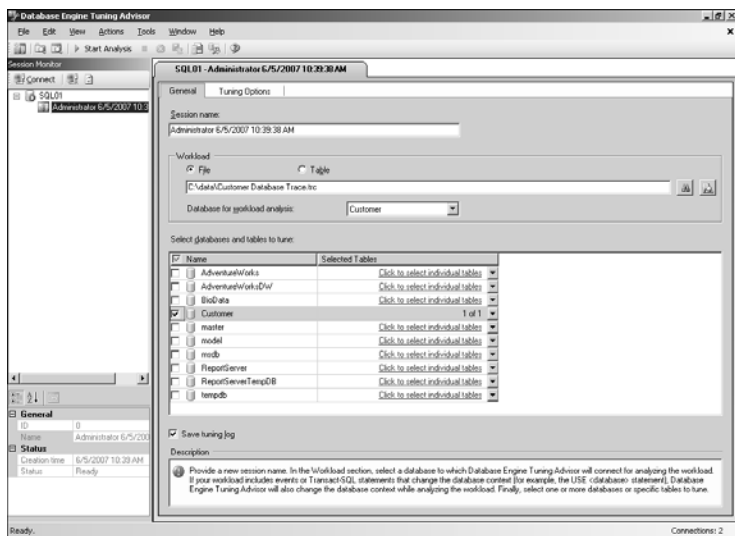 Database Engine Tuning Advisor
File Edit View Actions Tools Window Help
Start Analysis
Session Monitor
Connect
SQL01
Administrator 6/5/2007 10:3
General
ID 0
Name Administrator 6/5/200
Status
Creation time 6/5/2007 10:39 AM
Status Ready
SQL01 - Administrator 6/5/2007 10:39:38 AM
General Tuning Options
Session name:
Administrator 6/5/2007 10:39:38 AM
Workload
File Table
C:\data\Customer Database Trace.trc
Database for workload analysis: Customer
Select databases and tables to tune:
Name Selected Tables
AdventureWorks Click to select individual tables
AdventureWorksDW Click to select individual tables
BioData Click to select individual tables
Customer 1 of 1
master Click to select individual tables
model Click to select individual tables
msdb Click to select individual tables
ReportServer Click to select individual tables
ReportServerTempDB Click to select individual tables
tempdb Click to select individual tables
Save tuning log
Description
Provide a new session name. In the Workload section, select a database to which Database Engine Tuning Advisor will connect for analyzing the workload.
If your workload includes events or Transact-SQL statements that change the database context (for example, the USE <database> statement), Database
Engine Tuning Advisor will also change the database context while analyzing the workload. Finally, select one or more databases or specific tables to tune.
Ready. Connections: 2